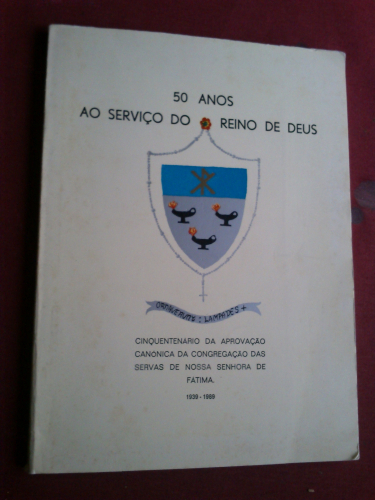 50 ANOS
AO SERVIÇO DO REINO DE DEUS
LAMPADES
CINQUENTENARIO DA APROVAÇÃO
CANONICA DA CONGREGAÇÃO DAS
SERVAS DE NOSSA SENHORA DE
FATIMA.
1939-1989